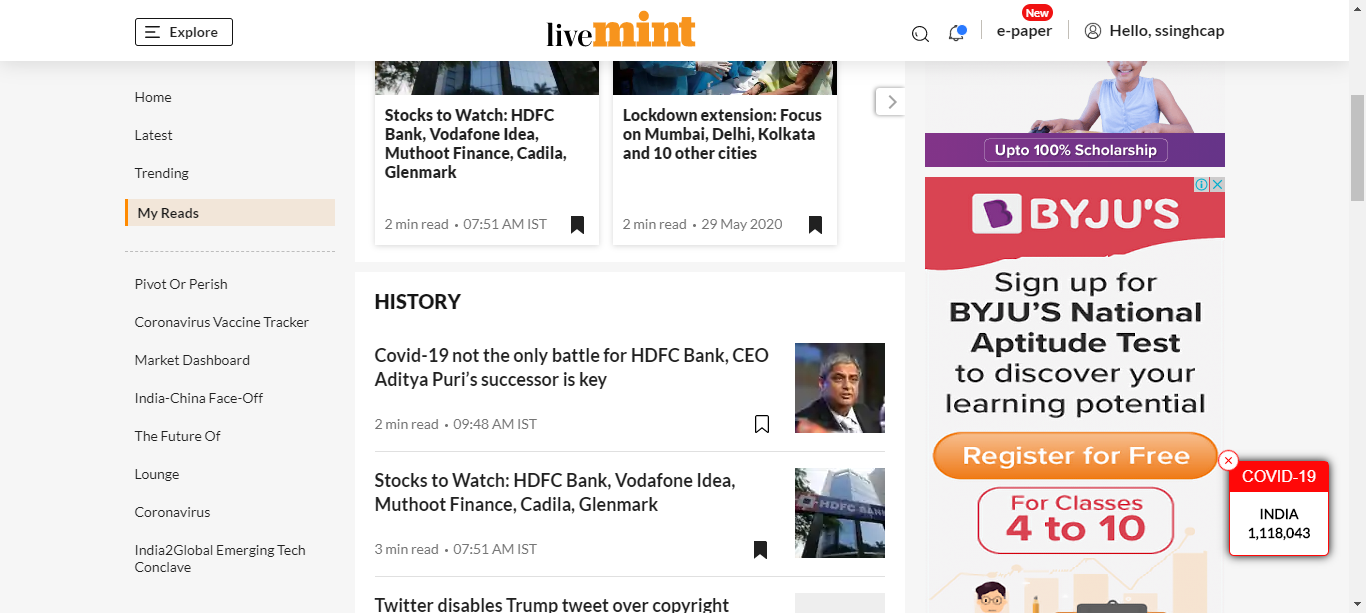 Explore
livemint
New
e-paper
Hello, ssinghcap
Home
Latest
Trending
My Reads
Pivot Or Perish
Coronavirus Vaccine Tracker
Market Dashboard
India-China Face-Off
The Future Of
Lounge
Coronavirus
India2Global Emerging Tech
Conclave
Stocks to Watch: HDFC
Bank, Vodafone Idea,
Muthoot Finance, Cadila,
Glenmark
2 min read • 07:51 AM IST
Lockdown extension: Focus
on Mumbai, Delhi, Kolkata
and 10 other cities
2 min read • 29 May 2020
HISTORY
Covid-19 not the only battle for HDFC Bank, CEO
Aditya Puri’s successor is key
2 min read • 09:48 AM IST
Stocks to Watch: HDFC Bank, Vodafone Idea,
Muthoot Finance, Cadila, Glenmark
HDFC BANK
3 min read • 07:51 AM IST
Twitter disables Trump tweet over copyright
Upto 100% Scholarship
BYJU'S
Sign up for
BYJU'S National
Aptitude Test
to discover your
learning potential
Register for Free
For Classes
4 to 10
COVID-19
INDIA
1,118,043